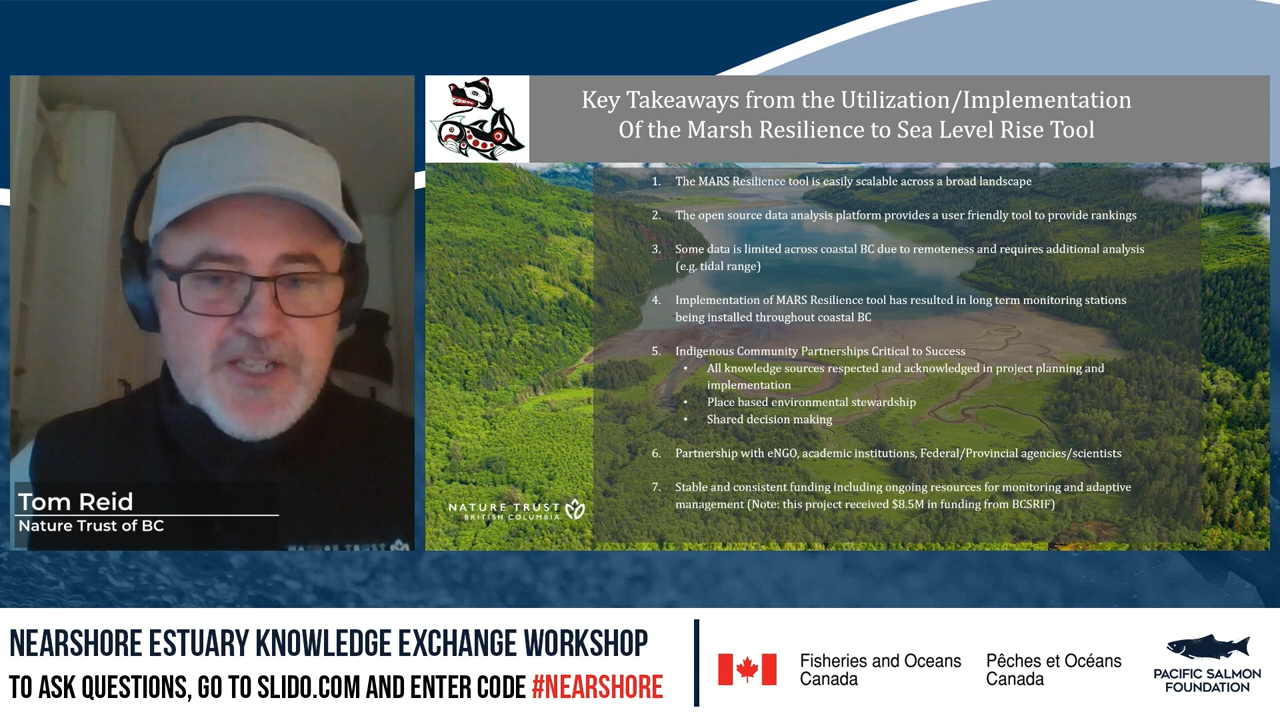 Key Takeaways from the Utilization/Implementation
Of the Marsh Resilience to Sea Level Rise Tool
1. The MARS Resilience tool is easily scalable across a broad landscape
2. The open source data analysis platform provides a user friendly tool to provide rankings
3. Some data is limited across coastal BC due to remoteness and requires additional analysis
(e.g. tidal range)
4. Implementation of MARS Resilience tool has resulted in long term monitoring stations
being installed throughout coastal BC
5. Indigenous Community Partnerships Critical to Success
• All knowledge sources respected and acknowledged in project planning and
implementation
• Place based environmental stewardship
• Shared decision making
6. Partnership with eNGO, academic institutions, Federal/Provincial agencies/scientists
7. Stable and consistent funding including ongoing resources for monitoring and adaptive
management (Note: this project received $8.5M in funding from BCSRIF)
NATURE TRUST
BRITISH COLUMBIA
Tom Reid
Nature Trust of BC
NEARSHORE ESTUARY KNOWLEDGE EXCHANGE WORKSHOP
TO ASK QUESTIONS, GO TO SLIDO.COM AND ENTER CODE #NEARSHORE
Fisheries and Oceans
Canada
Pêches et Océans
Canada
PACIFIC SALMON
FOUNDATION